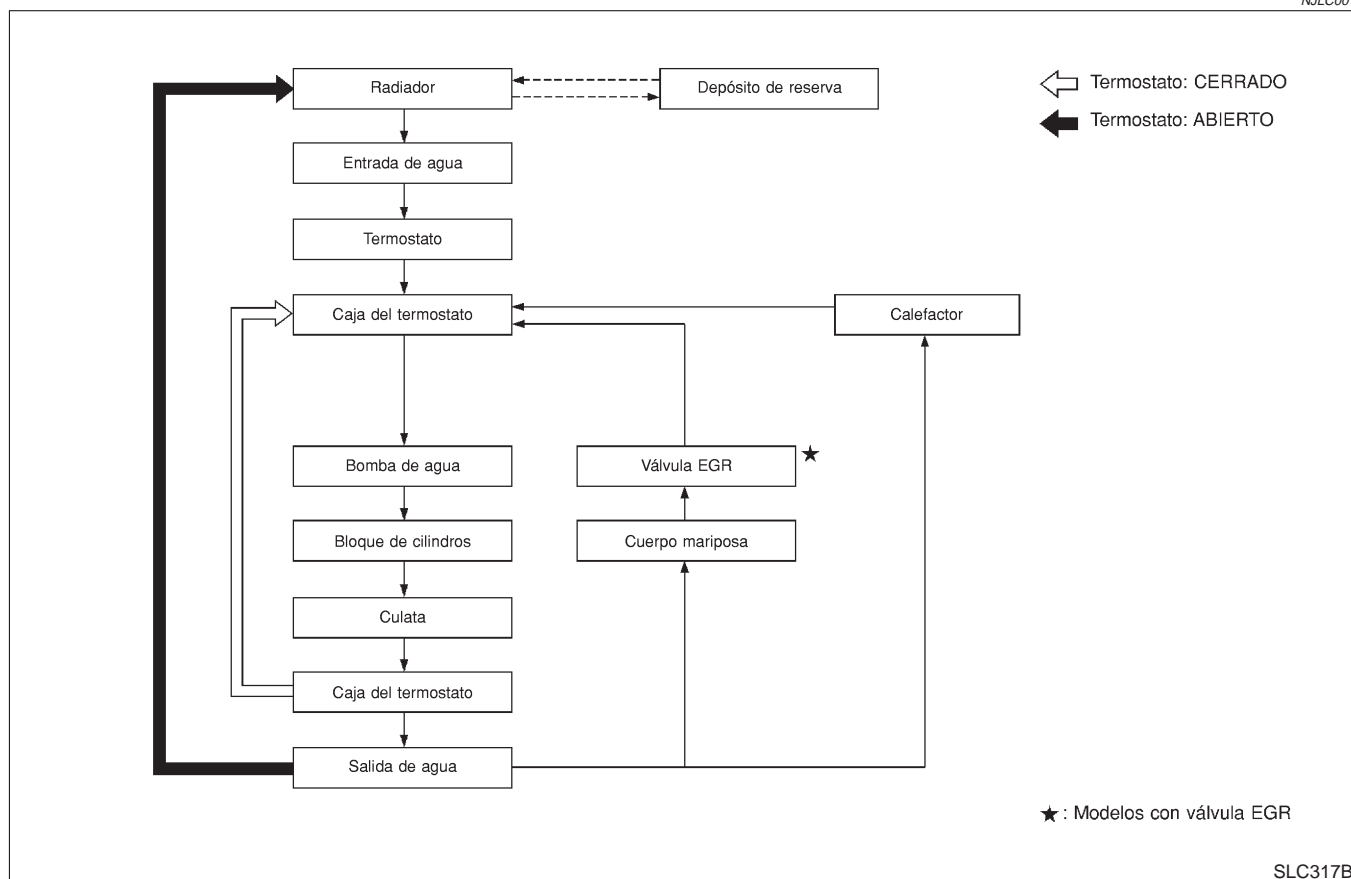 Radiador
Depósito de reserva
Termostato: CERRADO
Termostato: ABIERTO
Entrada de agua
Termostato
Caja del termostato
Calefactor
Bomba de agua
Válvula EGR
★
Bloque de cilindros
Cuerpo mariposa
Culata
Caja del termostato
Salida de agua
★: Modelos con válvula EGR
SLC317B